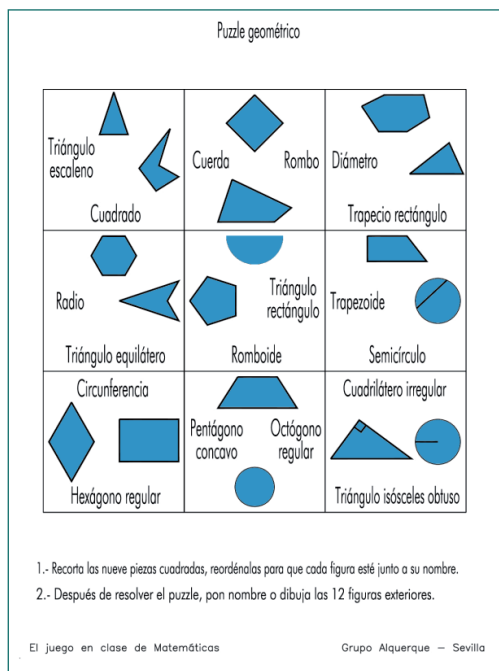 Puzzle geométrico
Triángulo
escaleno
Cuadrado
Cuerda
Rombo
Diámetro
Trapecio rectángulo
Radio
Triángulo equilátero
Triángulo
rectángulo
Romboide
Trapezoide
Semicírculo
Circunferencia
Hexágono regular
Pentágono
concavo
Octógono
regular
Cuadrilátero irregular
Triángulo isósceles obtuso
1.- Recorta las nueve piezas cuadradas, reordénalas para que cada figura esté junto a su nombre.
2.- Después de resolver el puzzle, pon nombre o dibuja las 12 figuras exteriores.
El juego en clase de Matemáticas
Grupo Alquerque – Sevilla